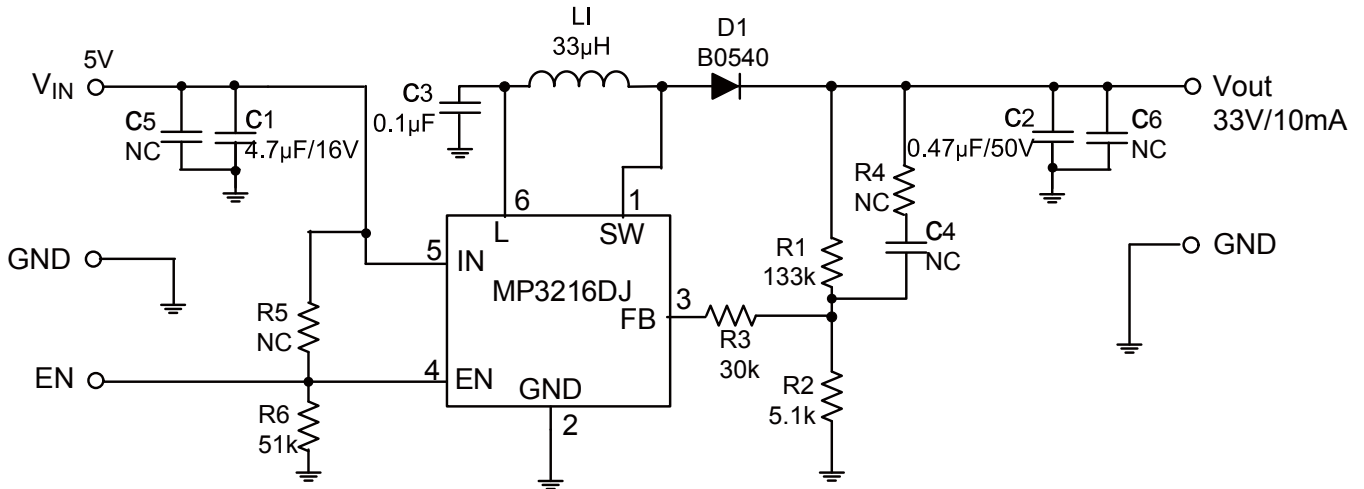 LI
33µH
D1
B0540
5V
VIN
C5
NC
C1
4.7µF/16V
C3
0.1µF
Vout
33V/10mA
C2
0.47µF/50V
C6
NC
R4
NC
C4
NC
6
1
L
SW
GND
GND
5
IN
MP3216DJ
3
FB
R1
133k
R3
30k
R5
NC
EN
4
EN
GND
2
R2
5.1k
R6
51k